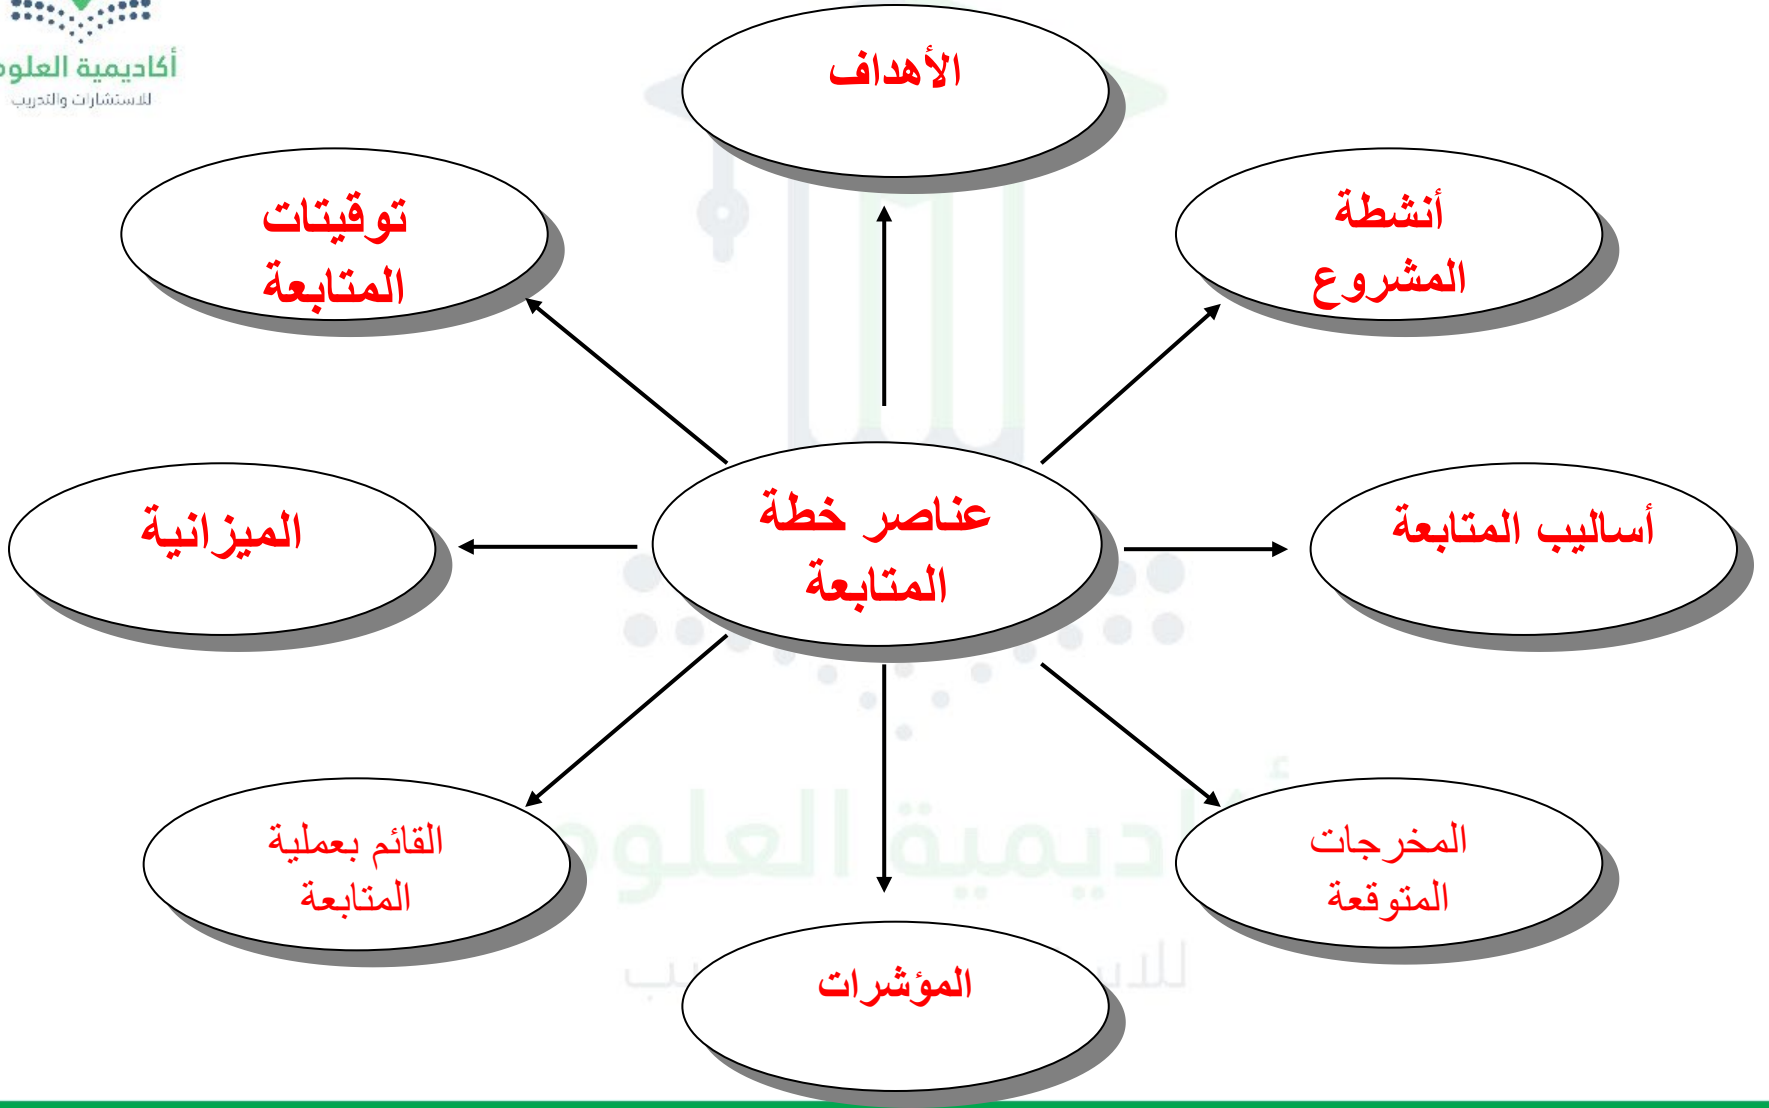 أكاديمية العلوم
للاستشارات والتدريب
الأهداف
أنشطة
المشروع
توقيتات
المتابعة
عناصر خطة
المتابعة
أساليب المتابعة
الميزانية
المخرجات
المتوقعة
القائم بعملية
المتابعة
المؤشرات